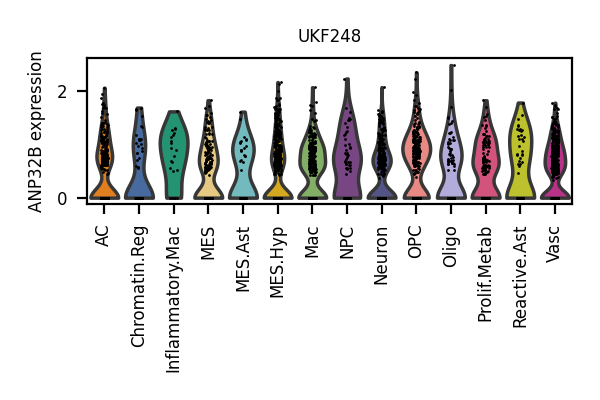 UKF248
ANP32B expression
2
0
AC
Chromatin.Reg
Inflammatory.Mac
MES
MES.Ast
MES.Hyp
Mac
NPC
Neuron
OPC
Oligo
Prolif.Metab
Reactive.Ast
Vasc